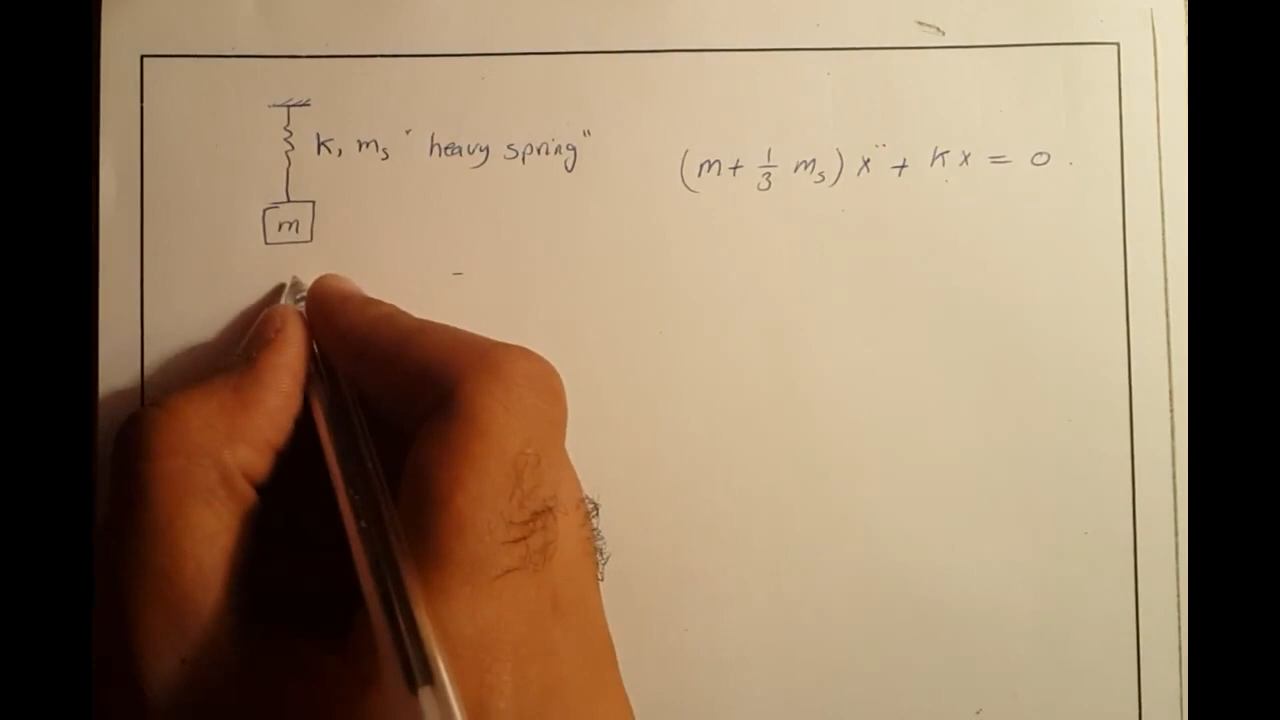 K, mₛ "heavy spring"
(m + 1/3 mₛ) ẍ + Kx = 0.
m